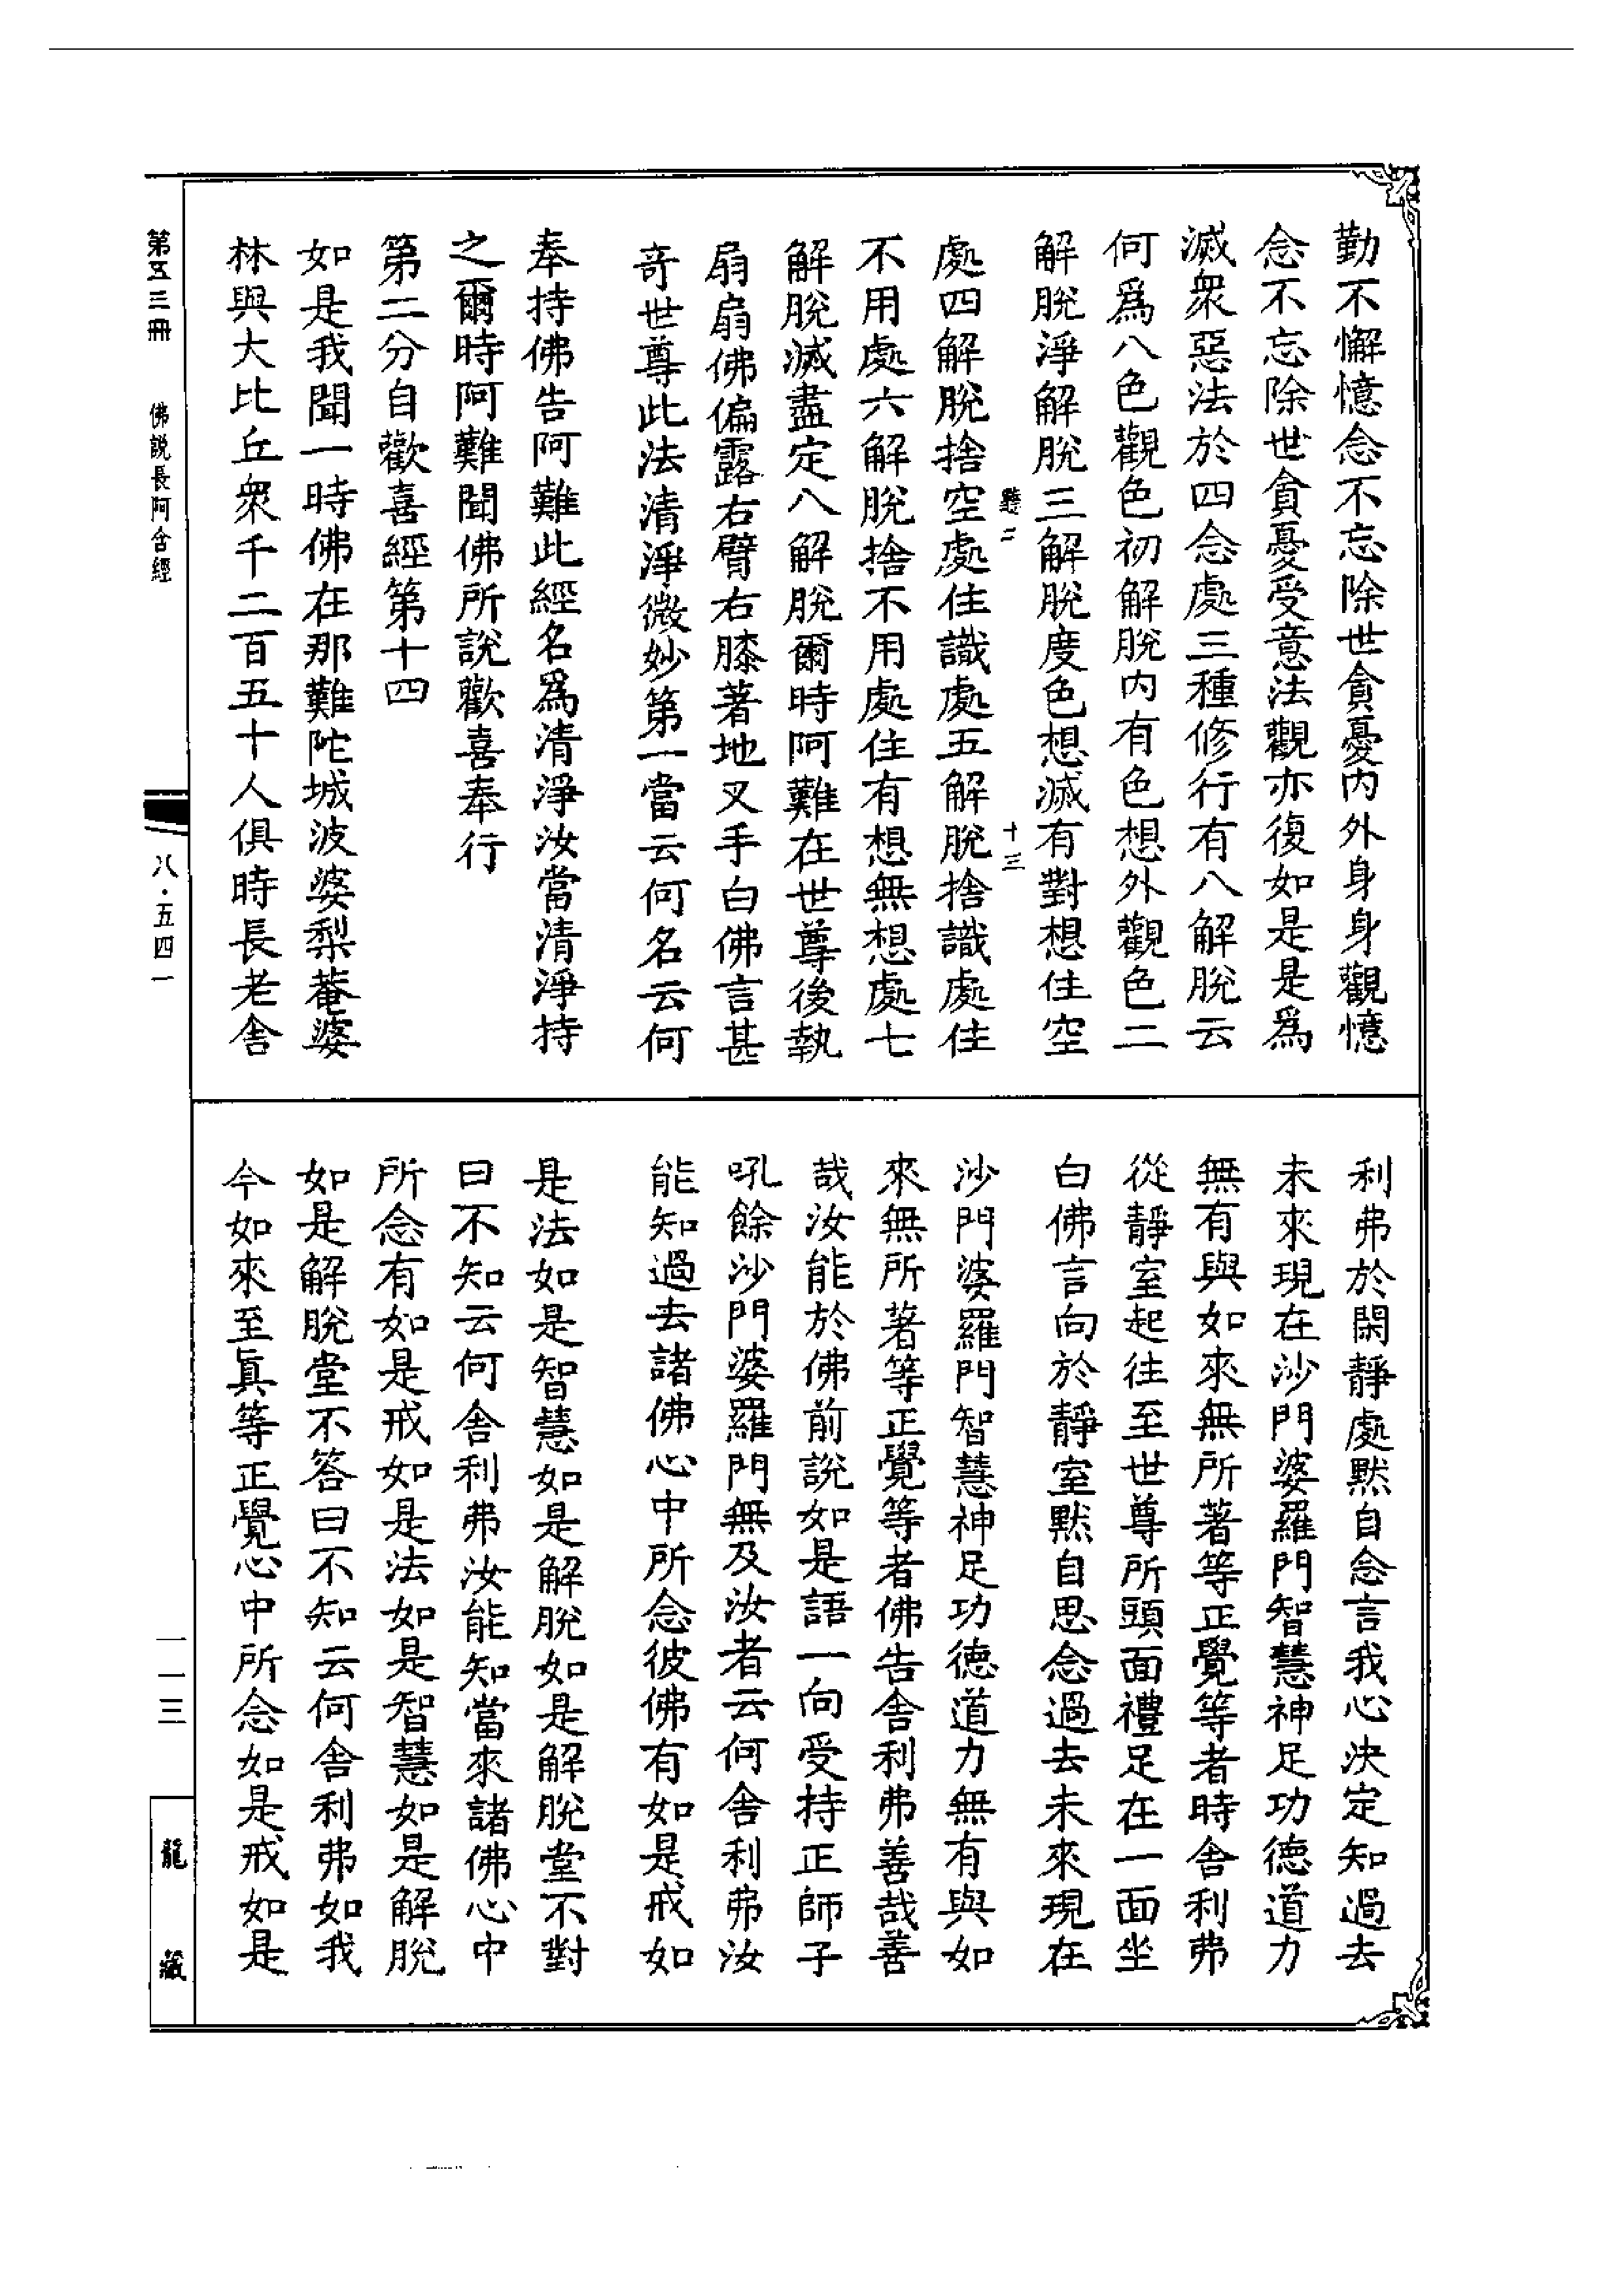 勤不懈憶念不忘除世貪憂內外身身觀憶
念不忘除世貪憂受意法觀亦復如是是爲
滅衆惡法於四念處三種修行有八解脫云
何爲八色觀色初解脫內有色想外觀色二
解脫淨解脫三解脫度色想滅有對想住空
十三
處四解脫捨空處住識處五解脫捨識處住
不用處六解脫捨不用處住有想無想處七
解脫滅盡定八解脫爾時阿難在世尊後執
扇扇佛偏露右臂右膝著地叉手白佛言甚
奇世尊此法清淨微妙第一當云何名云何
奉持佛告阿難此經名爲清淨汝當清淨持
之爾時阿難聞佛所說歡喜奉行
第二分自歡喜經第十四
如是我聞一時佛在那難陀城波婆梨菴婆
林與大比丘衆千二百五十人俱時長老舍
利弗於閑靜處默自念言我心決定知過去
未來現在沙門婆羅門智慧神足功德道力
無有與如來無所著等正覺等者時舍利弗
從靜室起往至世尊所頭面禮足在一面坐
白佛言向於靜室默自思念過去未來現在
沙門婆羅門智慧神足功德道力無有與如
來無所著等正覺等者佛告舍利弗善哉善
哉汝能於佛前說如是語一向受持正師子
吼餘沙門婆羅門無及汝者云何舍利弗汝
能知過去諸佛心中所念彼佛有如是戒如
是法如是智慧如是解脫如是解脫堂不對
曰不知云何舍利弗汝能知當來諸佛心中
所念有如是戒如是法如是智慧如是解脫
如是解脫堂不答曰不知云何舍利弗如我
今如來至眞等正覺心中所念如是戒如是
第五三冊
佛說長阿含經
八·五四一
一一三
龍藏